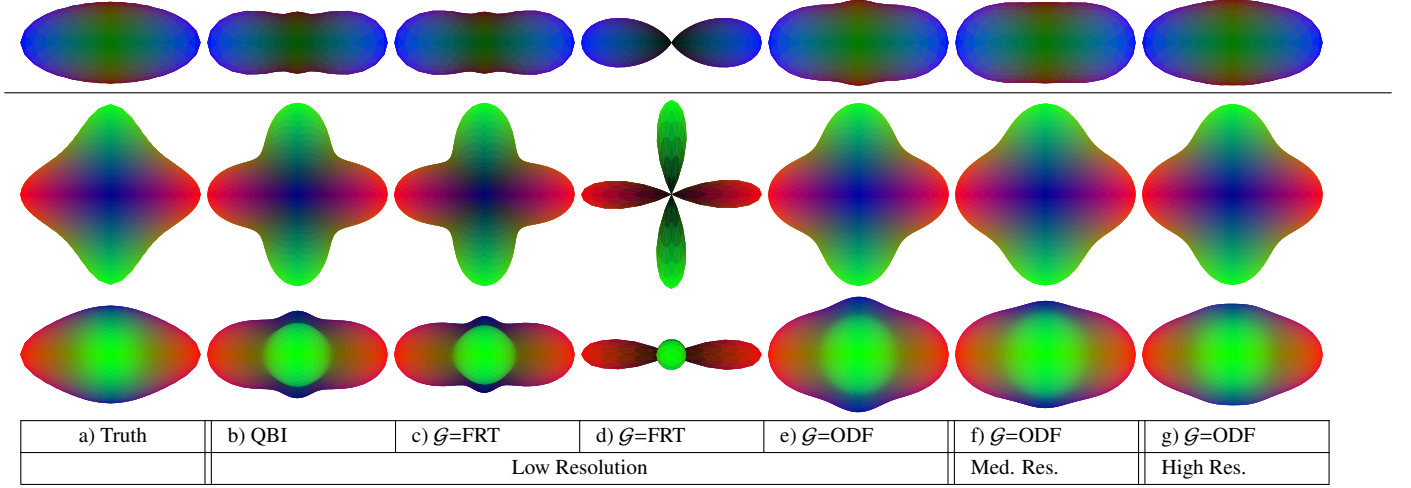 a) Truth b) QBI c) 𝒢=FRT d) 𝒢=FRT e) 𝒢=ODF f) 𝒢=ODF g) 𝒢=ODF
Low Resolution Med. Res. High Res.